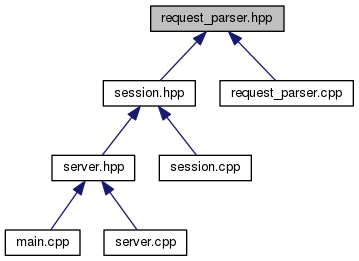 request_parser.hpp
session.hpp
request_parser.cpp
server.hpp
session.cpp
main.cpp
server.cpp